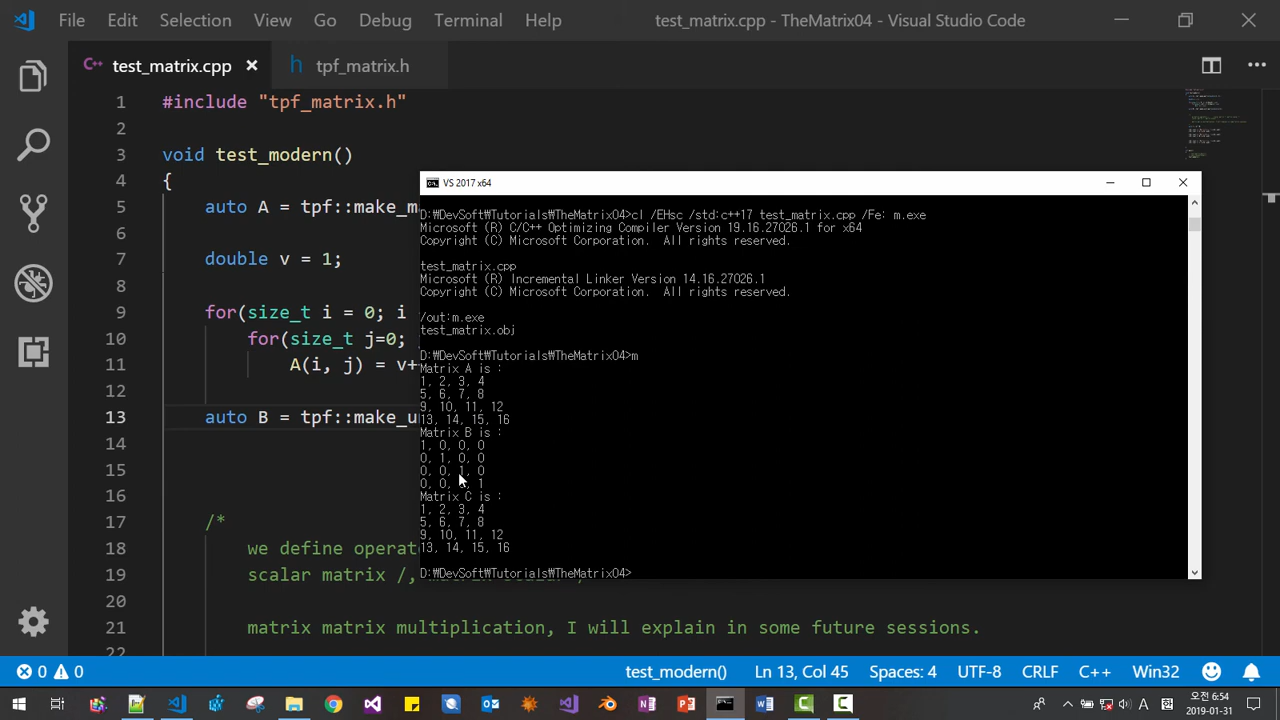 File Edit Selection View Go Debug Terminal Help test_matrix.cpp - TheMatrix04 - Visual Studio Code
test_matrix.cpp tpf_matrix.h
1 #include "tpf_matrix.h"
2
3 void test_modern()
4 {
5 auto A = tpf::make_m
6
7 double v = 1;
8
9 for(size_t i = 0; i
10 for(size_t j=0;
11 A(i, j) = v+
12
13 auto B = tpf::make_u
14
15
16
17 /*
18 we define operat
19 scalar matrix /,
20
21 matrix matrix multiplication, I will explain in some future sessions.
22
VS 2017 x64
D:₩DevSoft₩Tutorials₩TheMatrix04>cl /EHsc /std:c++17 test_matrix.cpp /Fe: m.exe
Microsoft (R) C/C++ Optimizing Compiler Version 19.16.27026.1 for x64
Copyright (C) Microsoft Corporation. All rights reserved.
test_matrix.cpp
Microsoft (R) Incremental Linker Version 14.16.27026.1
Copyright (C) Microsoft Corporation. All rights reserved.
/out:m.exe
test_matrix.obj
D:₩DevSoft₩Tutorials₩TheMatrix04>m
Matrix A is :
1, 2, 3, 4
5, 6, 7, 8
9, 10, 11, 12
13, 14, 15, 16
Matrix B is :
1, 0, 0, 0
0, 1, 0, 0
0, 0, 1, 0
0, 0, 1
Matrix C is :
1, 2, 3, 4
5, 6, 7, 8
9, 10, 11, 12
13, 14, 15, 16
D:₩DevSoft₩Tutorials₩TheMatrix04>
0 0 test_modern() Ln 13, Col 45 Spaces: 4 UTF-8 CRLF C++ Win32
A 오전 6:54
2019-01-31